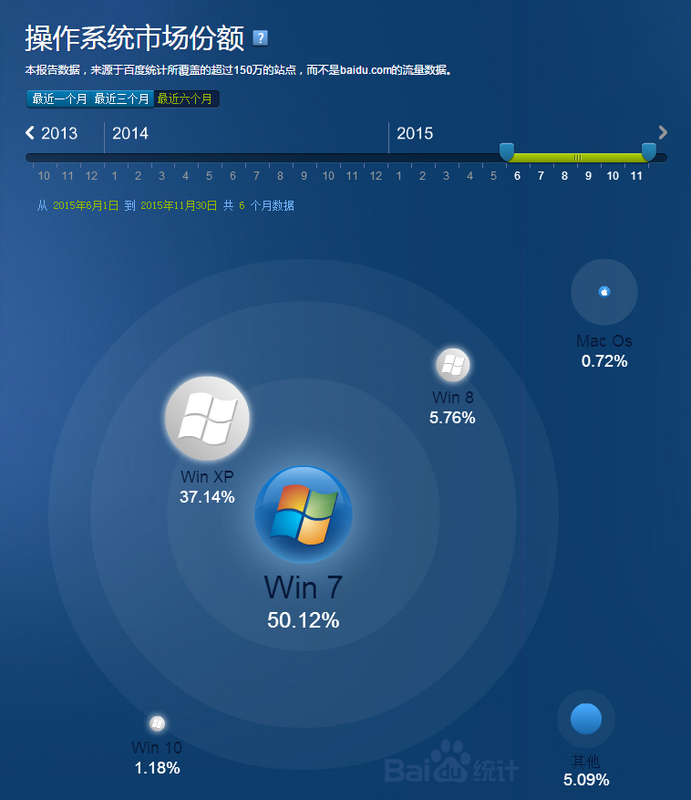 操作系统市场份额 ?
本报告数据，来源于百度统计所覆盖的超过150万的站点，而不是baidu.com的流量数据。
最近一个月 最近三个月 最近六个月
2013 2014 2015
10 11 12 1 2 3 4 5 6 7 8 9 10 11 12 1 2 3 4 5 6 7 8 9 10 11
从 2015年6月1日 到 2015年11月30日 共 6 个月数据
Mac Os
0.72%
Win 8
5.76%
Win XP
37.14%
Win 7
50.12%
Win 10
1.18%
其他
5.09%
Baidu统计